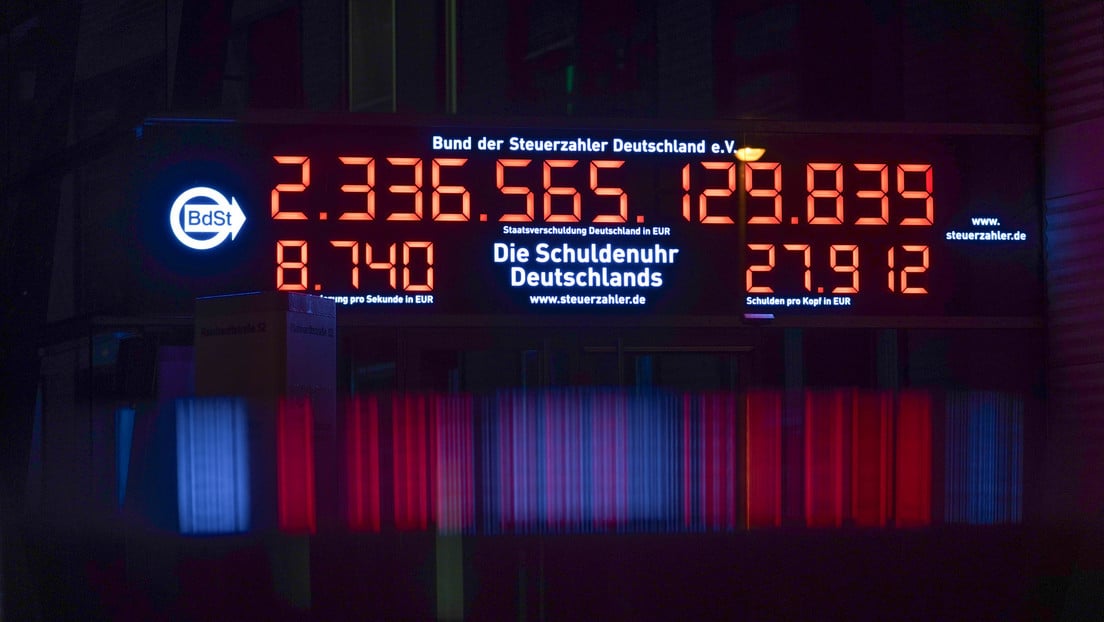 Bund der Steuerzahler Deutschland e.V.
BdSt
2.336.565.129.839
Staatsverschuldung Deutschland in EUR
www.
steuerzahler.de
8.740
pro Sekunde in EUR
Die Schuldenuhr
Deutschlands
www.steuerzahler.de
27.912
Schulden pro Kopf in EUR